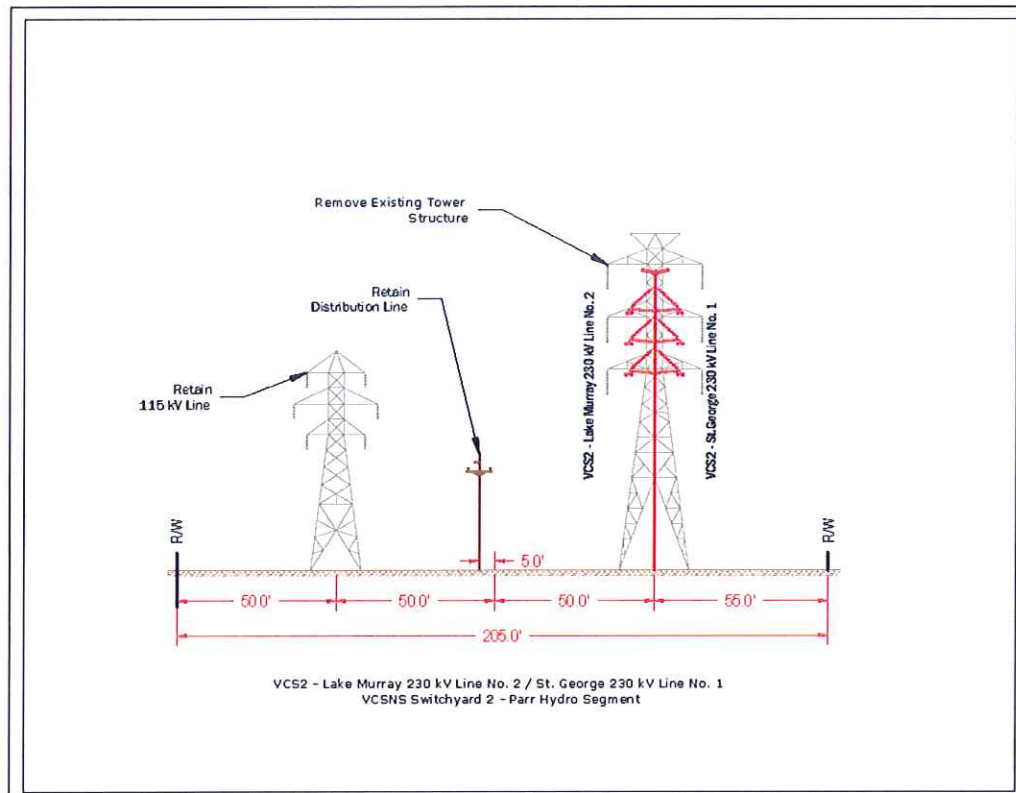 Remove Existing Tower
Structure
Retain
Distribution Line
Retain
115 kV Line
VCS2 - Lake Murray 230 kV Line No. 2
VCS2 - St.George 230 kV Line No. 1
R/W
R/W
5.0'
50.0'
50.0'
50.0'
55.0'
205.0'
VCS2 - Lake Murray 230 kV Line No. 2 / St. George 230 kV Line No. 1
VCSNS Switchyard 2 - Parr Hydro Segment